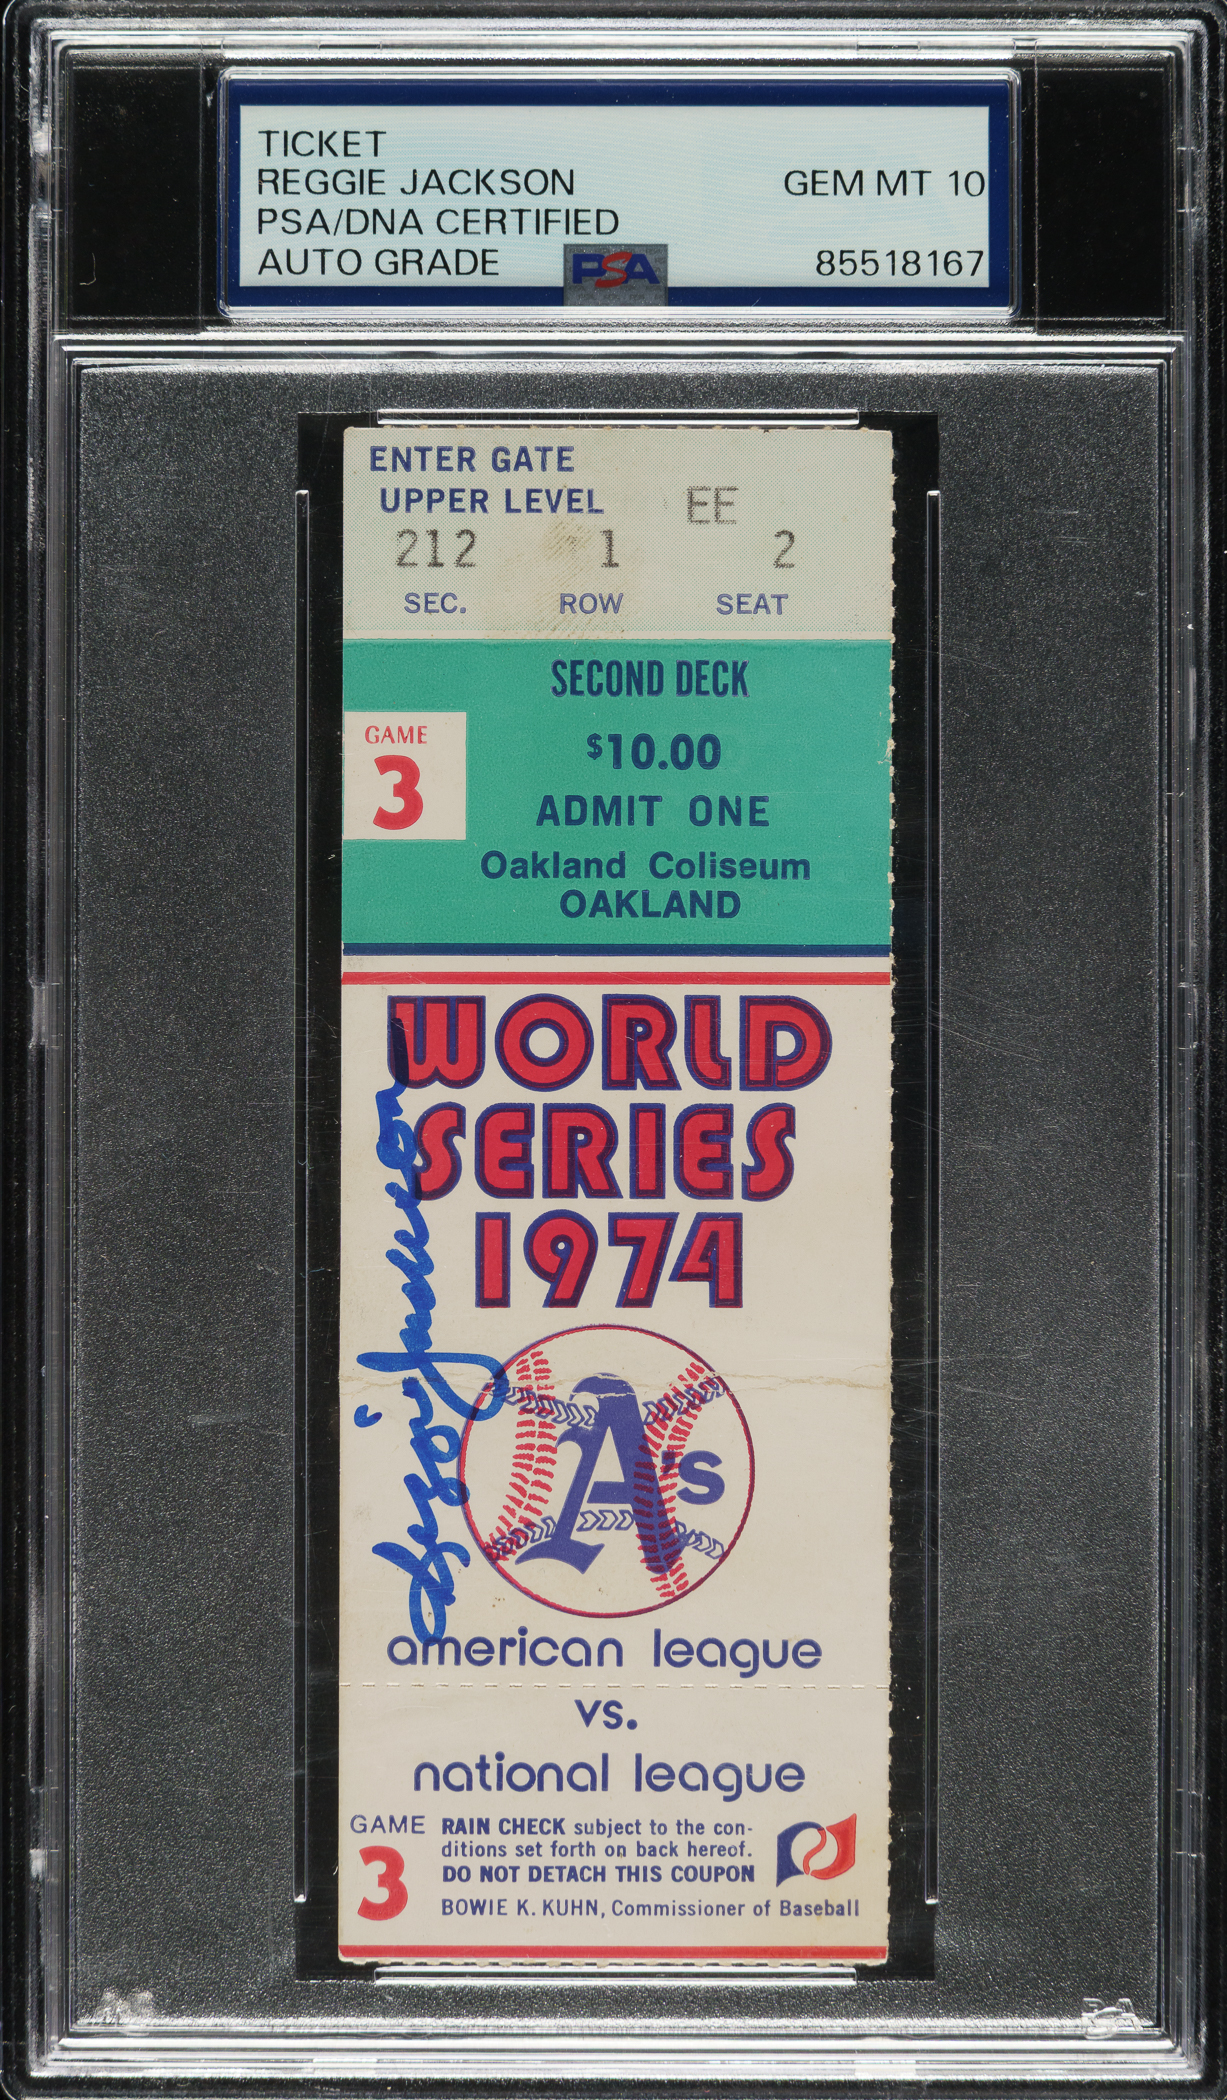 TICKET
REGGIE JACKSON GEM MT 10
PSA/DNA CERTIFIED
AUTO GRADE PSA 85518167
ENTER GATE
UPPER LEVEL EE
212 1 2
SEC. ROW SEAT
SECOND DECK
GAME
3
$10.00
ADMIT ONE
Oakland Coliseum
OAKLAND
WORLD
SERIES
1974
Reggie Jackson
A's
american league
vs.
national league
GAME
3
RAIN CHECK subject to the con-
ditions set forth on back hereof.
DO NOT DETACH THIS COUPON
BOWIE K. KUHN, Commissioner of Baseball
PSA